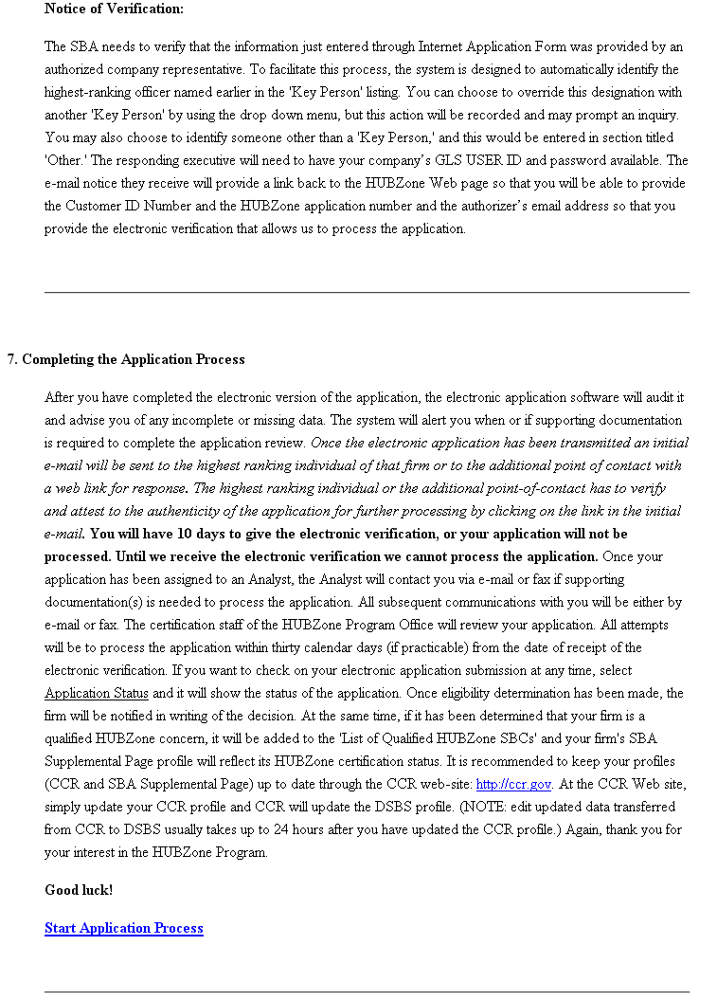 Notice of Verification:
The SBA needs to verify that the information just entered through Internet Application Form was provided by an
authorized company representative. To facilitate this process, the system is designed to automatically identify the
highest-ranking officer named earlier in the 'Key Person' listing. You can choose to override this designation with
another 'Key Person' by using the drop down menu, but this action will be recorded and may prompt an inquiry.
You may also choose to identify someone other than a 'Key Person,' and this would be entered in section titled
'Other.' The responding executive will need to have your company's GLS USER ID and password available. The
e-mail notice they receive will provide a link back to the HUBZone Web page so that you will be able to provide
the Customer ID Number and the HUBZone application number and the authorizer's email address so that you
provide the electronic verification that allows us to process the application.
7. Completing the Application Process
After you have completed the electronic version of the application, the electronic application software will audit it
and advise you of any incomplete or missing data. The system will alert you when or if supporting documentation
is required to complete the application review. Once the electronic application has been transmitted an initial
e-mail will be sent to the highest ranking individual of that firm or to the additional point of contact with
a web link for response. The highest ranking individual or the additional point-of-contact has to verify
and attest to the authenticity of the application for further processing by clicking on the link in the initial
e-mail. You will have 10 days to give the electronic verification, or your application will not be
processed. Until we receive the electronic verification we cannot process the application. Once your
application has been assigned to an Analyst, the Analyst will contact you via e-mail or fax if supporting
documentation(s) is needed to process the application. All subsequent communications with you will be either by
e-mail or fax. The certification staff of the HUBZone Program Office will review your application. All attempts
will be to process the application within thirty calendar days (if practicable) from the date of receipt of the
electronic verification. If you want to check on your electronic application submission at any time, select
Application Status and it will show the status of the application. Once eligibility determination has been made, the
firm will be notified in writing of the decision. At the same time, if it has been determined that your firm is a
qualified HUBZone concern, it will be added to the 'List of Qualified HUBZone SBCs' and your firm's SBA
Supplemental Page profile will reflect its HUBZone certification status. It is recommended to keep your profiles
(CCR and SBA Supplemental Page) up to date through the CCR web-site: http://ccr.gov. At the CCR Web site,
simply update your CCR profile and CCR will update the DSBS profile. (NOTE: edit updated data transferred
from CCR to DSBS usually takes up to 24 hours after you have updated the CCR profile.) Again, thank you for
your interest in the HUBZone Program.
Good luck!
Start Application Process